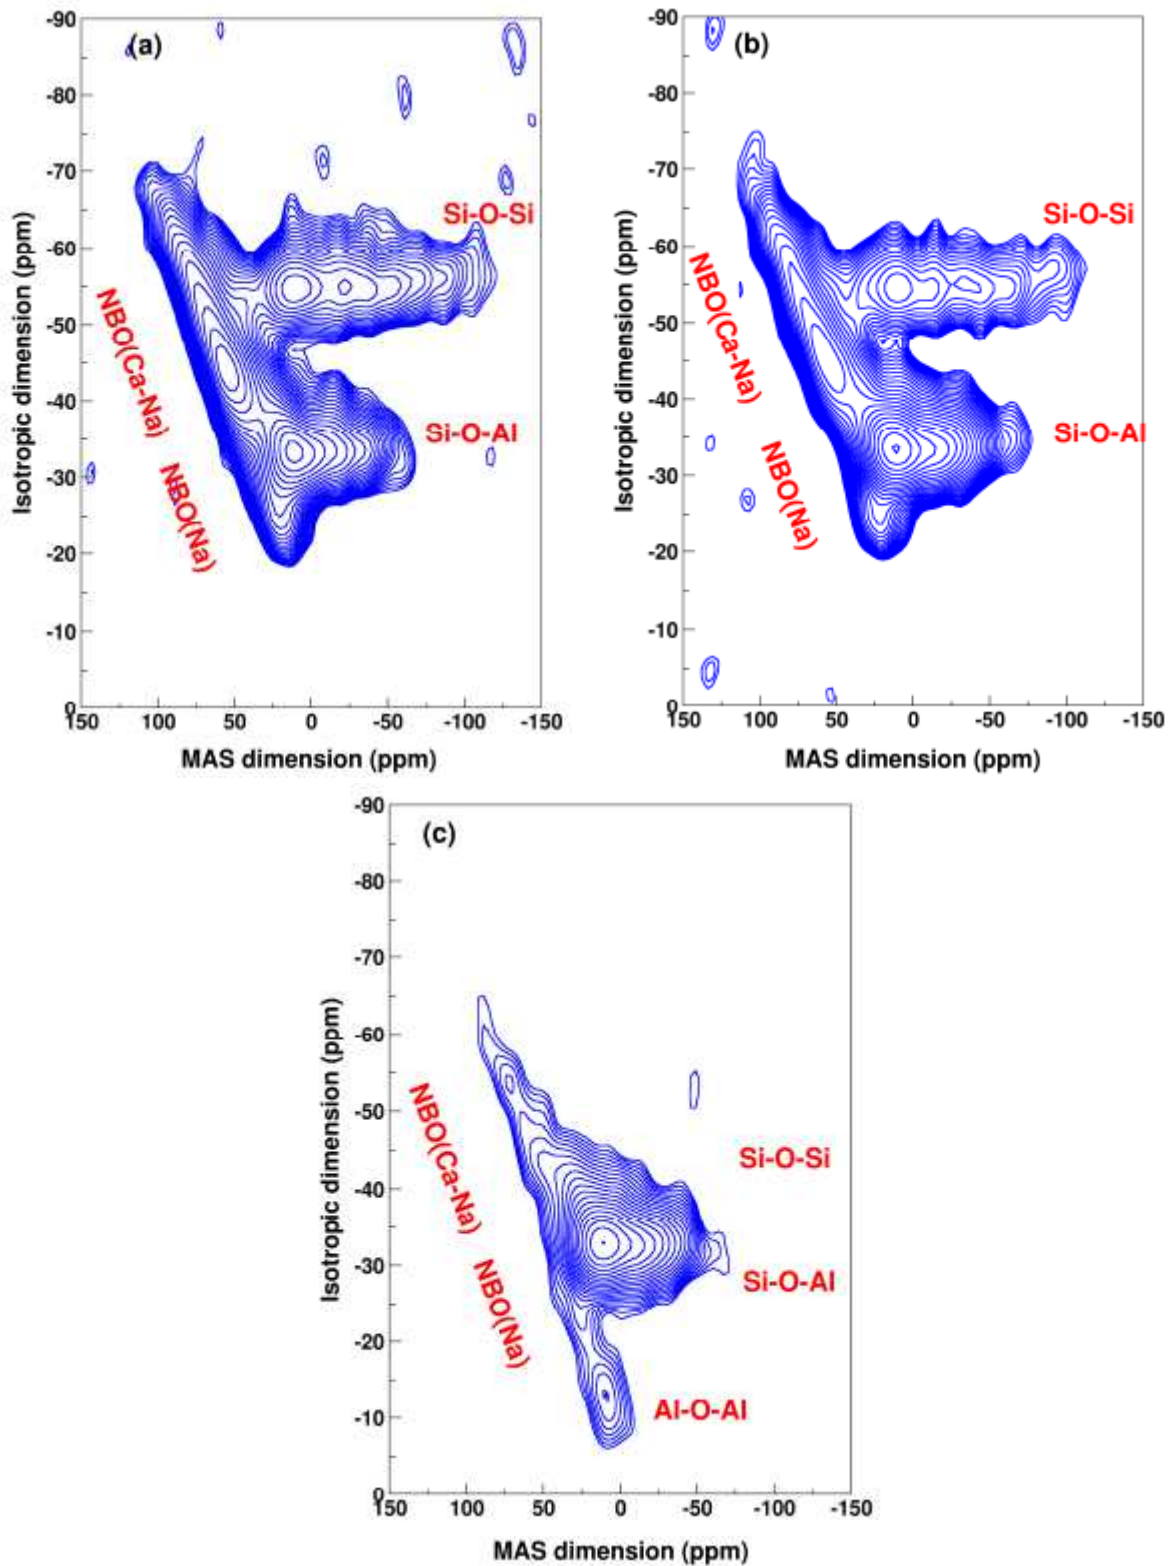 (a)
-90
-80
-70
-60
-50
-40
-30
-20
-10
0
Isotropic dimension (ppm)
Si-O-Si
NBO(Ca-Na)
Si-O-Al
NBO(Na)
150 100 50 0 -50 -100 -150
MAS dimension (ppm)
(b)
-90
-80
-70
-60
-50
-40
-30
-20
-10
0
Isotropic dimension (ppm)
Si-O-Si
NBO(Ca-Na)
Si-O-Al
NBO(Na)
150 100 50 0 -50 -100 -150
MAS dimension (ppm)
(c)
-90
-80
-70
-60
-50
-40
-30
-20
-10
0
Isotropic dimension (ppm)
NBO(Ca-Na)
Si-O-Si
NBO(Na)
Si-O-Al
Al-O-Al
150 100 50 0 -50 -100 -150
MAS dimension (ppm)